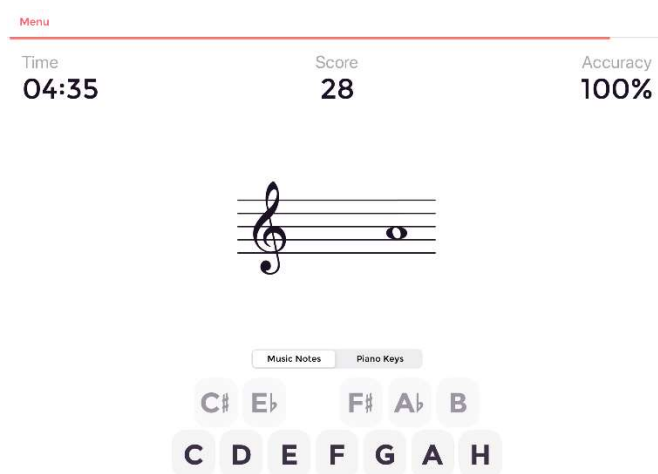 Menu
Time Score Accuracy
04:35 28 100%
Music Notes Piano Keys
C♯ E♭ F♯ A♭ B
C D E F G A H